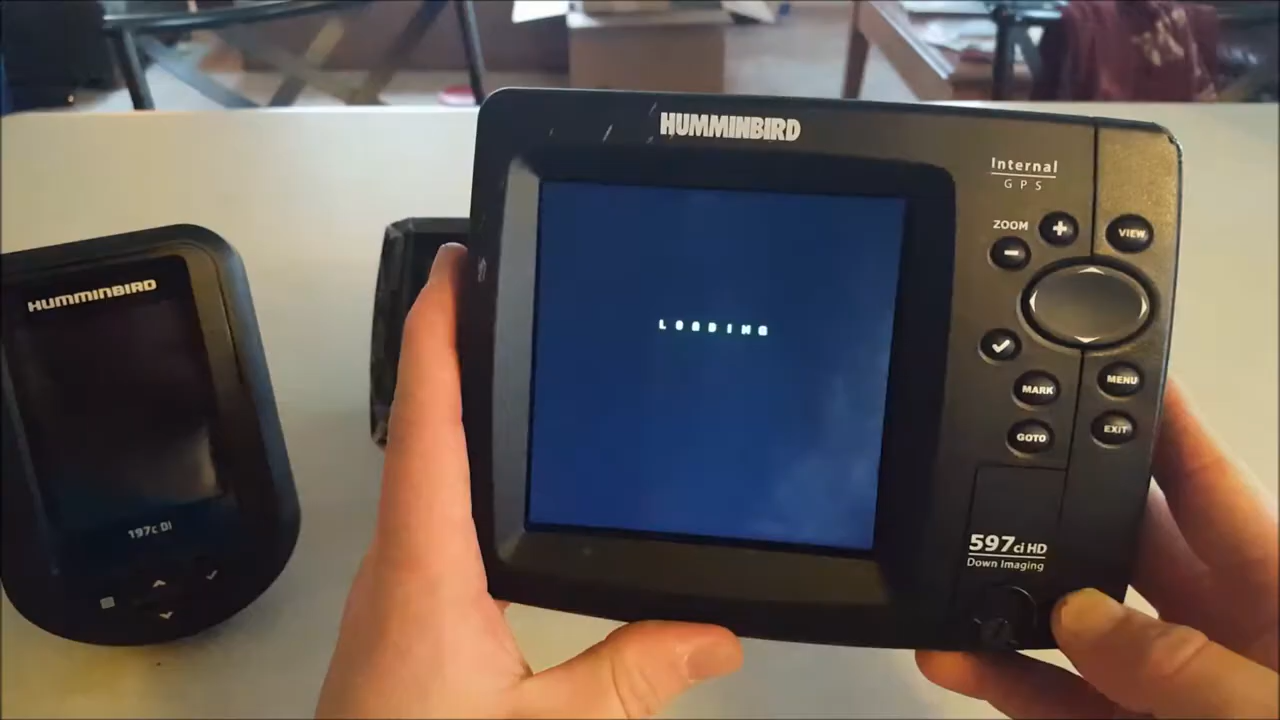 HUMMINBIRD
197c DI
HUMMINBIRD
LOADING
Internal
GPS
ZOOM
+
-
VIEW
MARK
MENU
GOTO
EXIT
597ci HD
Down Imaging